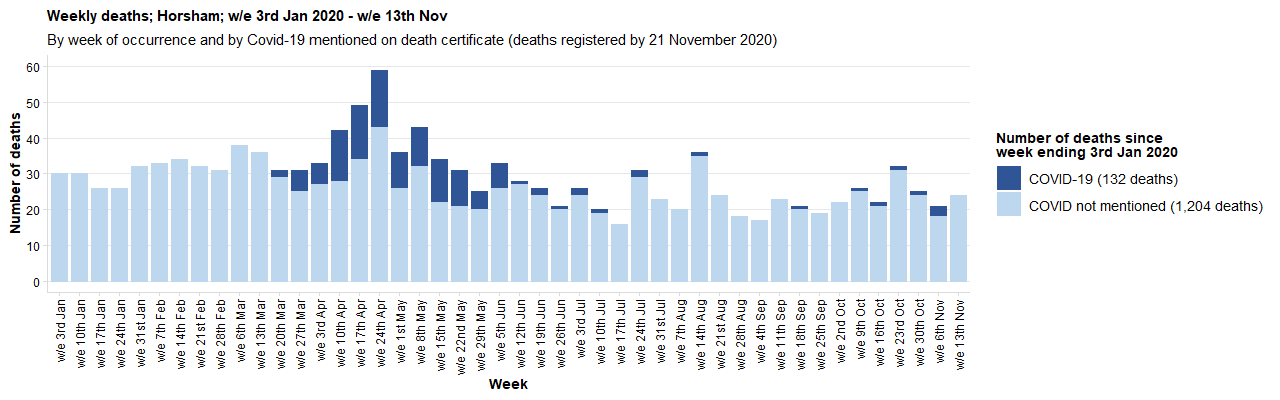 Weekly deaths; Horsham; w/e 3rd Jan 2020 - w/e 13th Nov
By week of occurrence and by Covid-19 mentioned on death certificate (deaths registered by 21 November 2020)
Number of deaths
60
50
40
30
20
10
0
w/e 3rd Jan
w/e 10th Jan
w/e 17th Jan
w/e 24th Jan
w/e 31st Jan
w/e 7th Feb
w/e 14th Feb
w/e 21st Feb
w/e 28th Feb
w/e 6th Mar
w/e 13th Mar
w/e 20th Mar
w/e 27th Mar
w/e 3rd Apr
w/e 10th Apr
w/e 17th Apr
w/e 24th Apr
w/e 1st May
w/e 8th May
w/e 15th May
w/e 22nd May
w/e 29th May
w/e 5th Jun
w/e 12th Jun
w/e 19th Jun
w/e 26th Jun
w/e 3rd Jul
w/e 10th Jul
w/e 17th Jul
w/e 24th Jul
w/e 31st Jul
w/e 7th Aug
w/e 14th Aug
w/e 21st Aug
w/e 28th Aug
w/e 4th Sep
w/e 11th Sep
w/e 18th Sep
w/e 25th Sep
w/e 2nd Oct
w/e 9th Oct
w/e 16th Oct
w/e 23rd Oct
w/e 30th Oct
w/e 6th Nov
w/e 13th Nov
Week
Number of deaths since
week ending 3rd Jan 2020
COVID-19 (132 deaths)
COVID not mentioned (1,204 deaths)